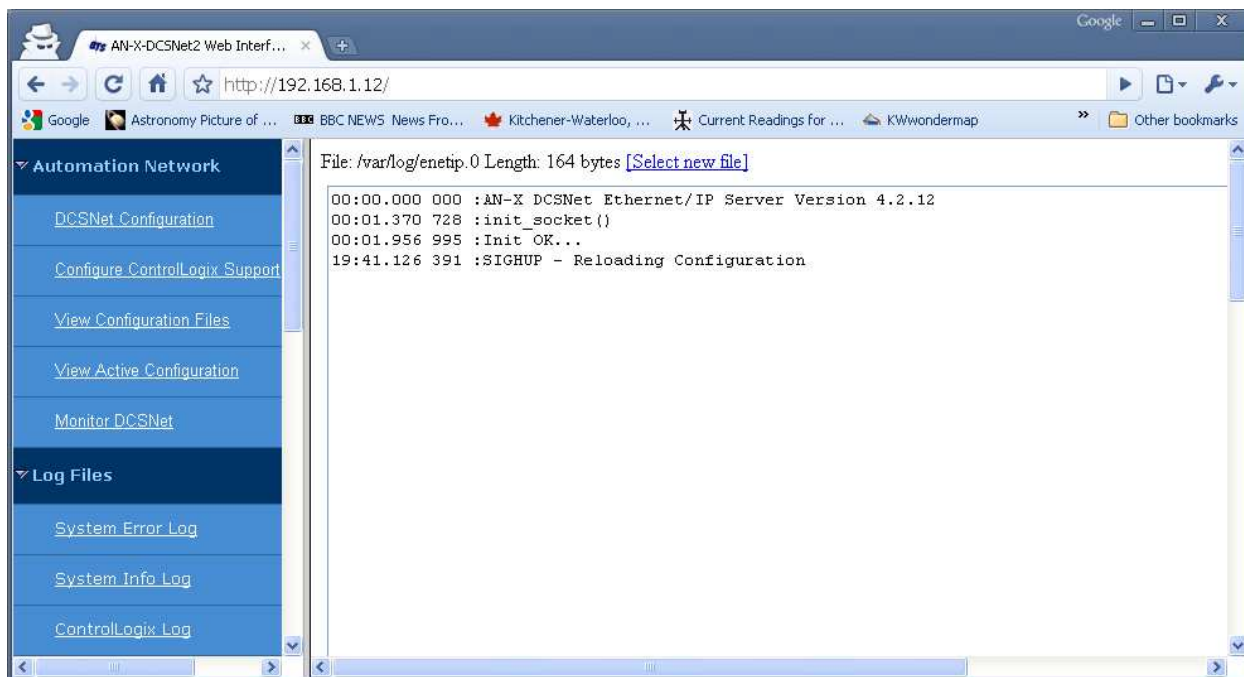 Google
AN-X-DCSNet2 Web Interf...
http://192.168.1.12/
Google Astronomy Picture of ... BBC BBC NEWS News Fro... Kitchener-Waterloo, ... Current Readings for ... KWwondermap » Other bookmarks
Automation Network
DCSNet Configuration
Configure ControlLogix Support
View Configuration Files
View Active Configuration
Monitor DCSNet
Log Files
System Error Log
System Info Log
ControlLogix Log
File: /var/log/enetip.0 Length: 164 bytes [Select new file]
00:00.000 000 :AN-X DCSNet Ethernet/IP Server Version 4.2.12
00:01.370 728 :init_socket()
00:01.956 995 :Init OK...
19:41.126 391 :SIGHUP - Reloading Configuration